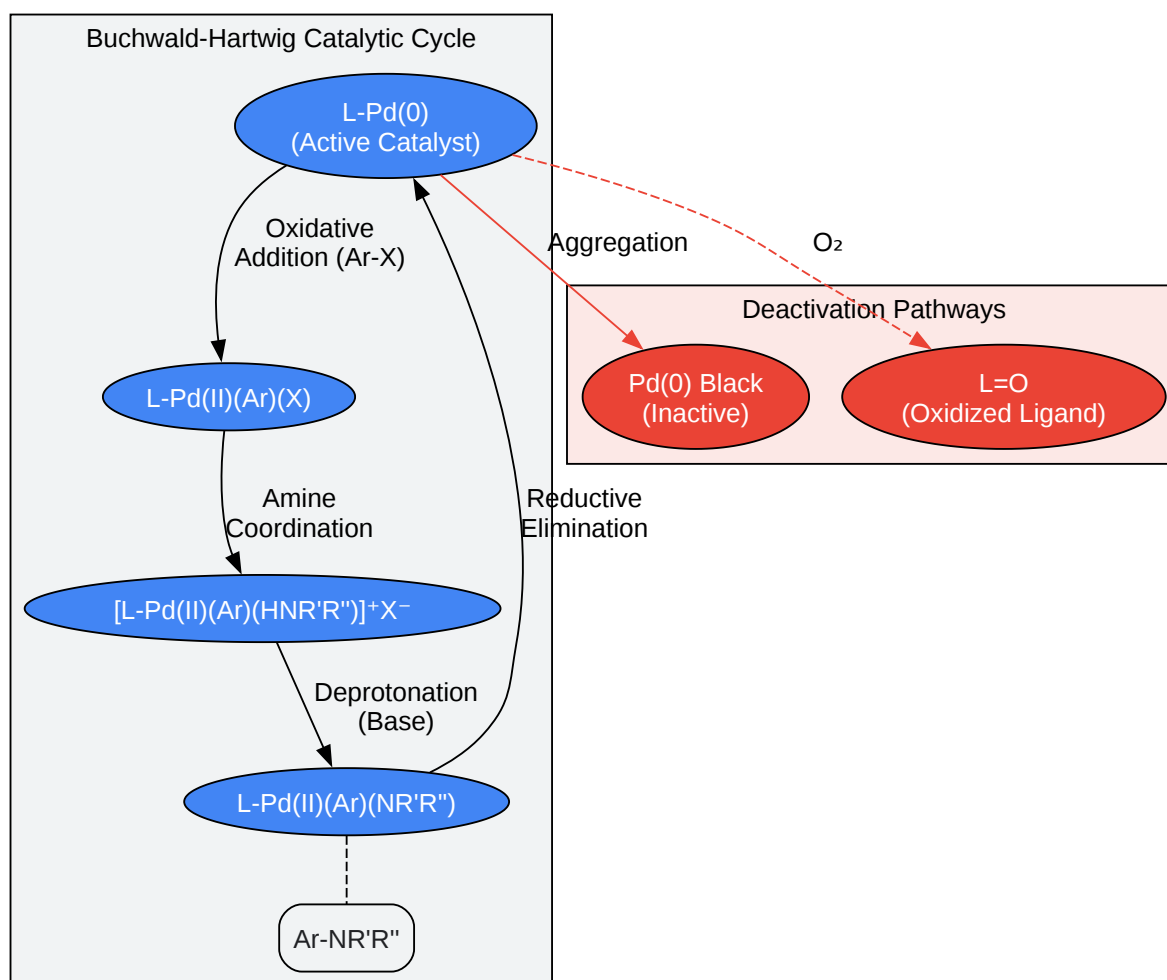 Buchwald-Hartwig Catalytic Cycle
L-Pd(0)
(Active Catalyst)
Oxidative
Addition (Ar-X)
Aggregation
O₂
Deactivation Pathways
L-Pd(II)(Ar)(X)
Pd(0) Black
(Inactive)
L=O
(Oxidized Ligand)
Amine
Coordination
Reductive
Elimination
[L-Pd(II)(Ar)(HNR'R'')]⁺X⁻
Deprotonation
(Base)
L-Pd(II)(Ar)(NR'R'')
Ar-NR'R''